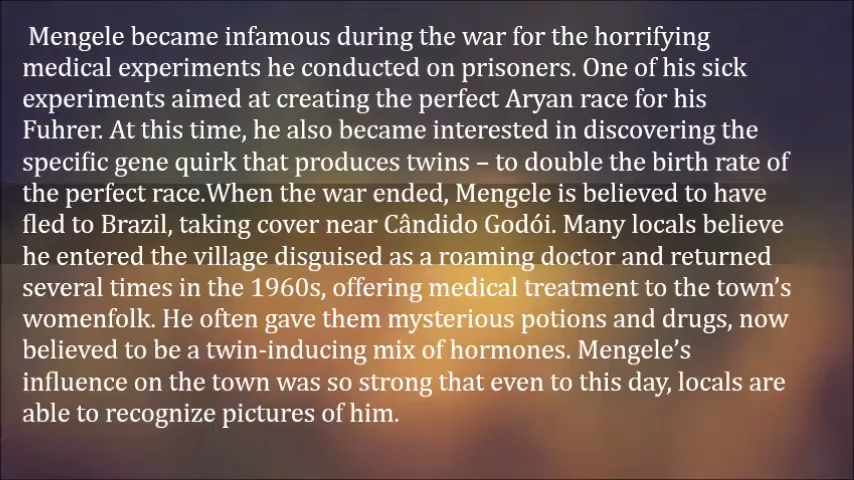 Mengele became infamous during the war for the horrifying
medical experiments he conducted on prisoners. One of his sick
experiments aimed at creating the perfect Aryan race for his
Fuhrer. At this time, he also became interested in discovering the
specific gene quirk that produces twins – to double the birth rate of
the perfect race.When the war ended, Mengele is believed to have
fled to Brazil, taking cover near Cândido Godói. Many locals believe
he entered the village disguised as a roaming doctor and returned
several times in the 1960s, offering medical treatment to the town’s
womenfolk. He often gave them mysterious potions and drugs, now
believed to be a twin-inducing mix of hormones. Mengele’s
influence on the town was so strong that even to this day, locals are
able to recognize pictures of him.